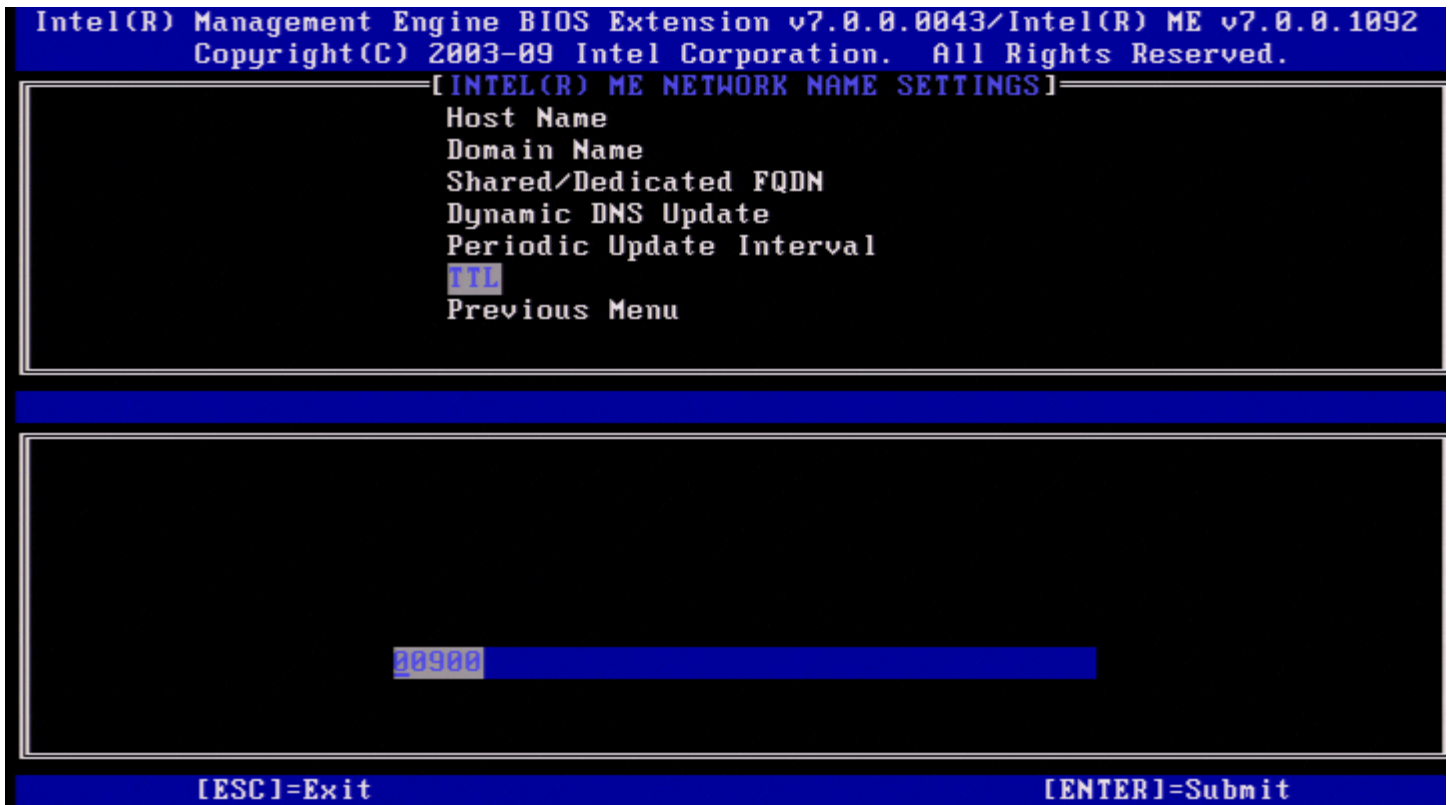 Intel(R) Management Engine BIOS Extension v7.0.0.0043/Intel(R) ME v7.0.0.1092
Copyright(C) 2003-09 Intel Corporation. All Rights Reserved.
[INTEL(R) ME NETWORK NAME SETTINGS]
Host Name
Domain Name
Shared/Dedicated FQDN
Dynamic DNS Update
Periodic Update Interval
TTL
Previous Menu
00900
[ESC]=Exit [ENTER]=Submit